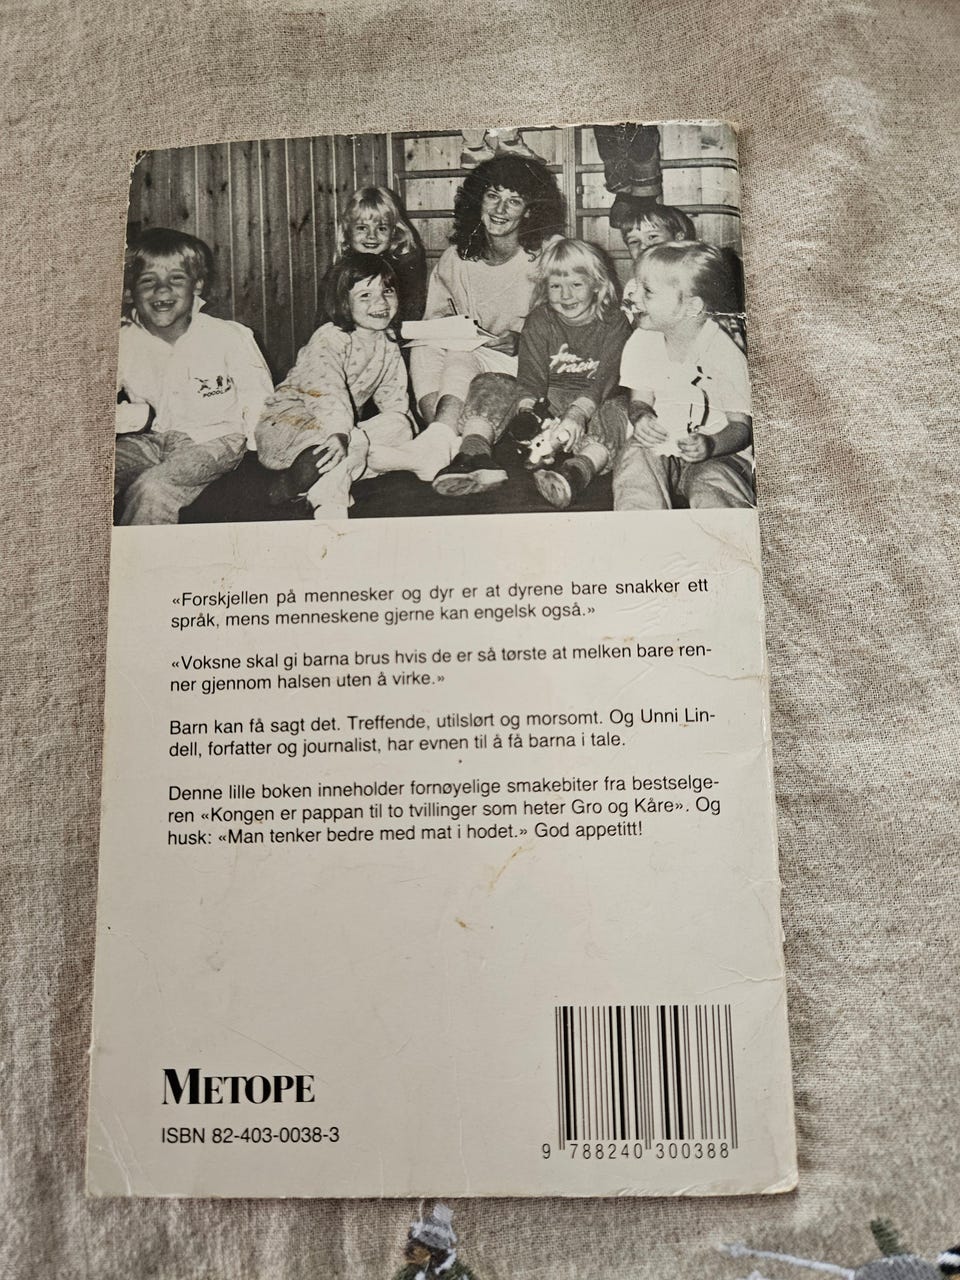 «Forskjellen på mennesker og dyr er at dyrene bare snakker ett
språk, mens menneskene gjerne kan engelsk også.»
«Voksne skal gi barna brus hvis de er så tørste at melken bare ren-
ner gjennom halsen uten å virke.»
Barn kan få sagt det. Treffende, utilslørt og morsomt. Og Unni Lin-
dell, forfatter og journalist, har evnen til å få barna i tale.
Denne lille boken inneholder fornøyelige smakebiter fra bestselge-
ren «Kongen er pappan til to tvillinger som heter Gro og Kåre». Og
husk: «Man tenker bedre med mat i hodet.» God appetitt!
METOPE
ISBN 82-403-0038-3
9 788240 300388